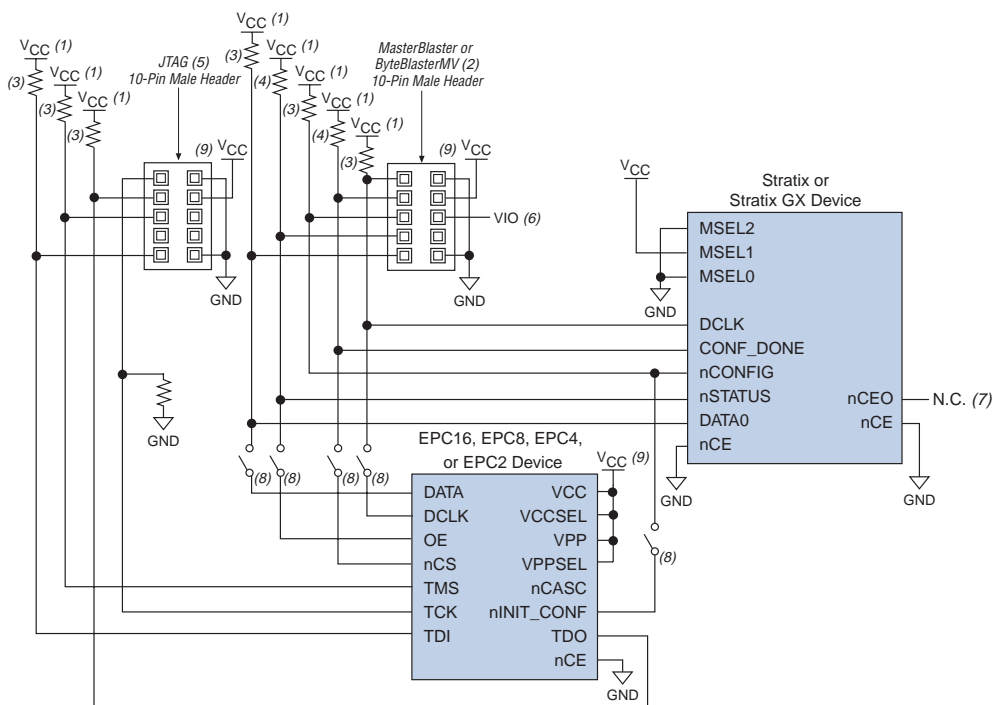 VCC (1)
(3)
VCC (1)
(3)
VCC (1)
(3)
JTAG (5)
10-Pin Male Header
(9)
VCC
GND
GND
VCC (1)
(3)
VCC (1)
(4)
VCC (1)
(3)
VCC (1)
(4)
VCC (1)
(3)
MasterBlaster or
ByteBlasterMV (2)
10-Pin Male Header
(9)
VCC
VIO (6)
GND
VCC
Stratix or
Stratix GX Device
MSEL2
MSEL1
MSEL0
GND
DCLK
CONF_DONE
nCONFIG
nSTATUS
DATA0
nCE
GND
nCEO
N.C. (7)
nCE
GND
(8)
(8)
(8)
(8)
EPC16, EPC8, EPC4,
or EPC2 Device
VCC (9)
DATA
DCLK
OE
nCS
TMS
TCK
TDI
VCC
VCCSEL
VPP
VPPSEL
nCASC
nINIT_CONF
TDO
nCE
GND
(8)